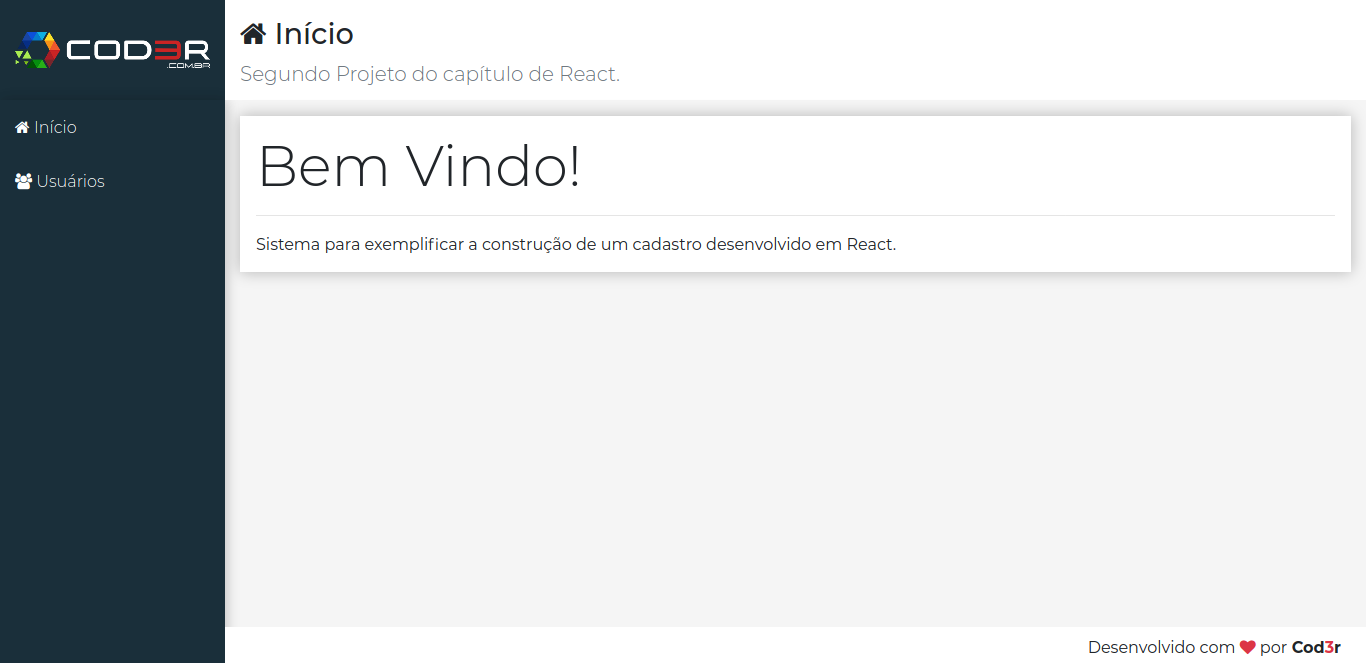 COD3R
.COM.BR
Início
Usuários
Início
Segundo Projeto do capítulo de React.
Bem Vindo!
Sistema para exemplificar a construção de um cadastro desenvolvido em React.
Desenvolvido com por Cod3r